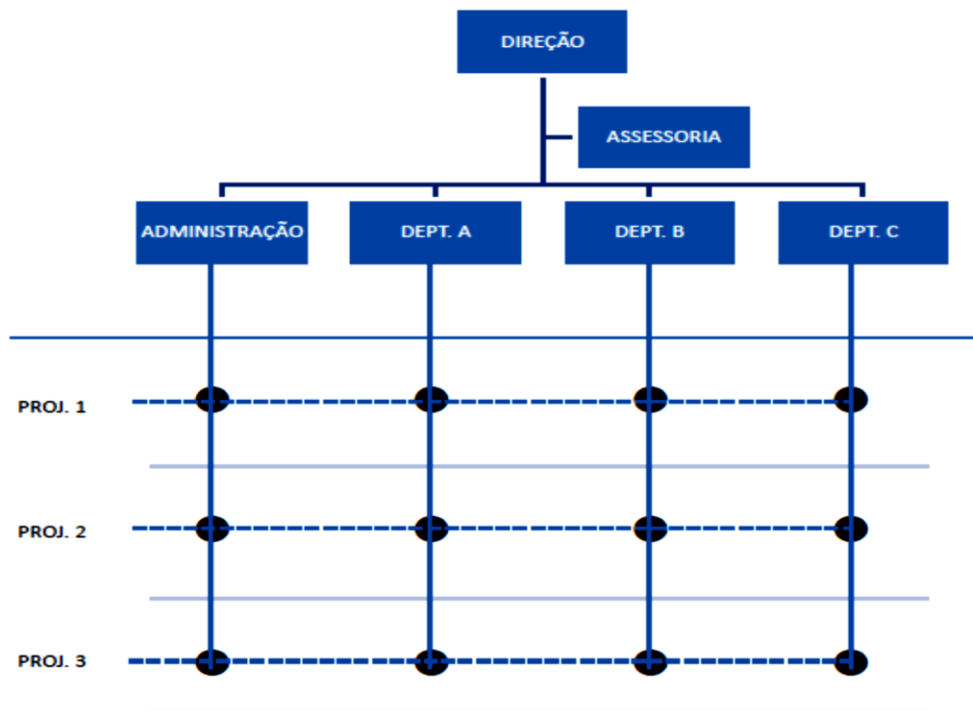 DIREÇÃO
ASSESSORIA
ADMINISTRAÇÃO
DEPT. A
DEPT. B
DEPT. C
PROJ. 1
PROJ. 2
PROJ. 3